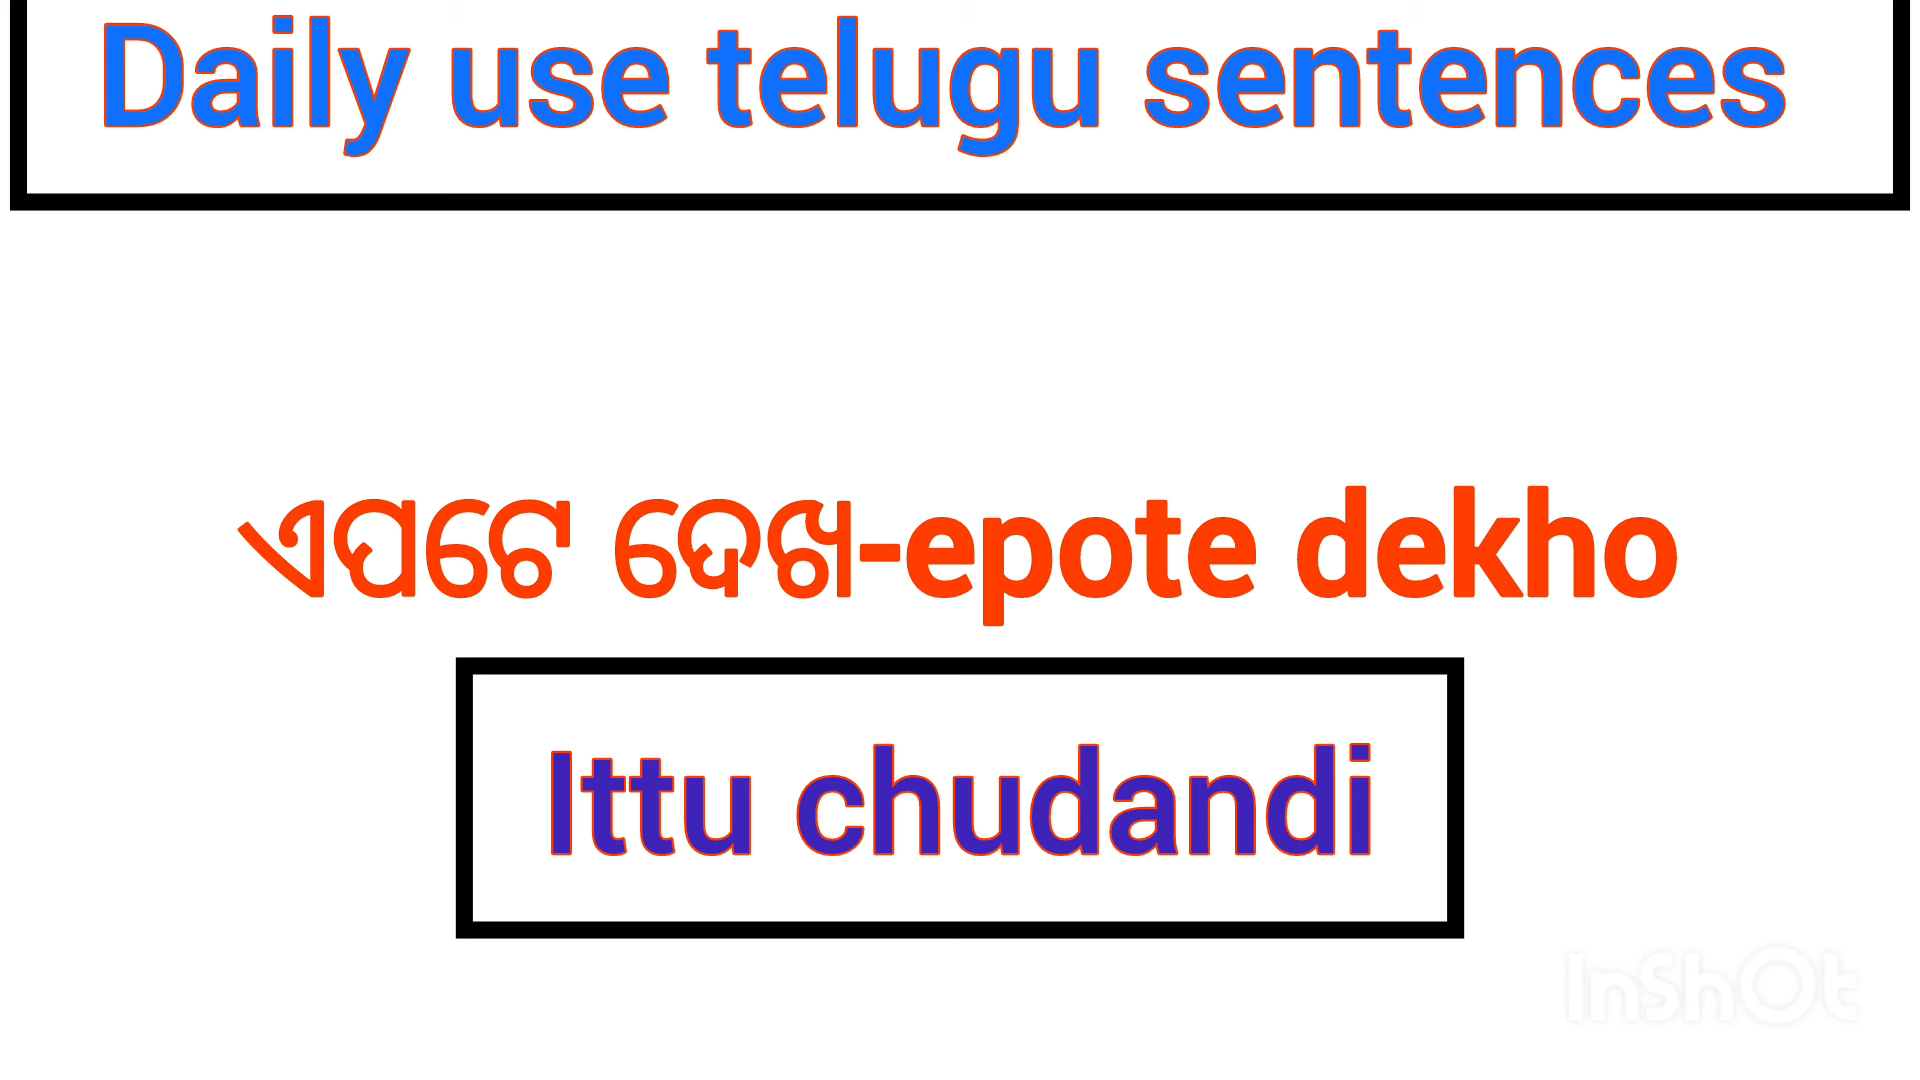 Daily use telugu sentences
ଏପଟେ ଦେଖ-epote dekho
Ittu chudandi
InShOt